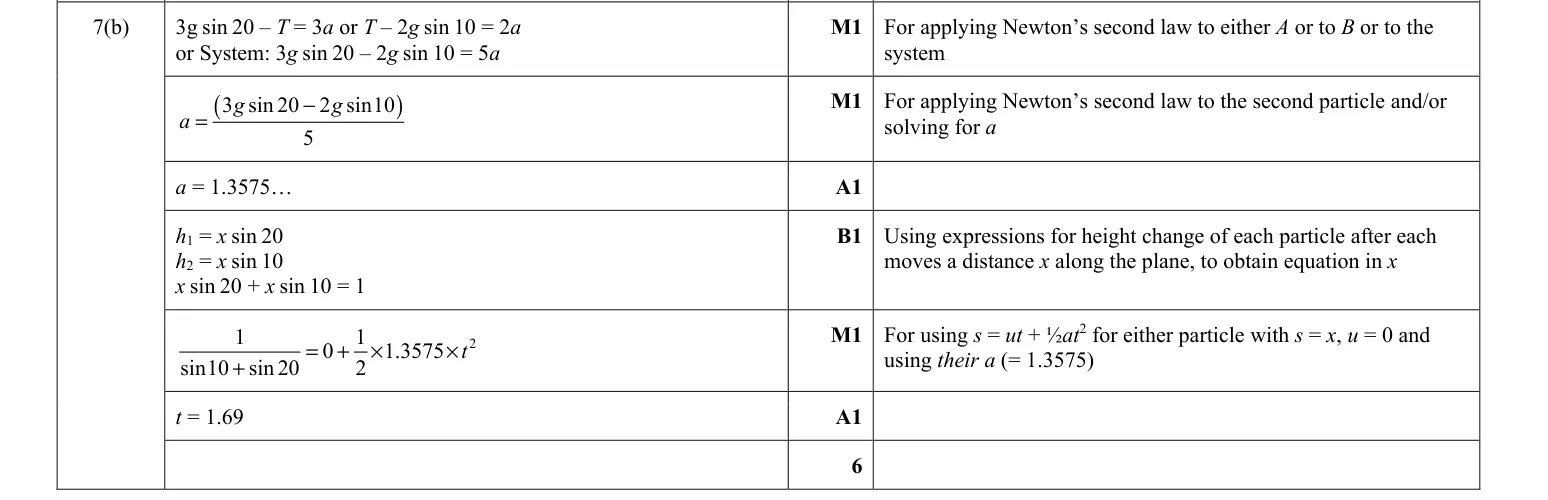 7(b)
3g sin 20 – T = 3a or T – 2g sin 10 = 2a
or System: 3g sin 20 – 2g sin 10 = 5a
M1
For applying Newton’s second law to either A or to B or to the
system
a = (3g sin 20 − 2g sin10) / 5
M1
For applying Newton’s second law to the second particle and/or
solving for a
a = 1.3575…
A1
h₁ = x sin 20
h₂ = x sin 10
x sin 20 + x sin 10 = 1
B1
Using expressions for height change of each particle after each
moves a distance x along the plane, to obtain equation in x
1 / (sin10 + sin 20) = 0 + 1/2 × 1.3575 × t²
M1
For using s = ut + ½at² for either particle with s = x, u = 0 and
using their a (= 1.3575)
t = 1.69
A1
6